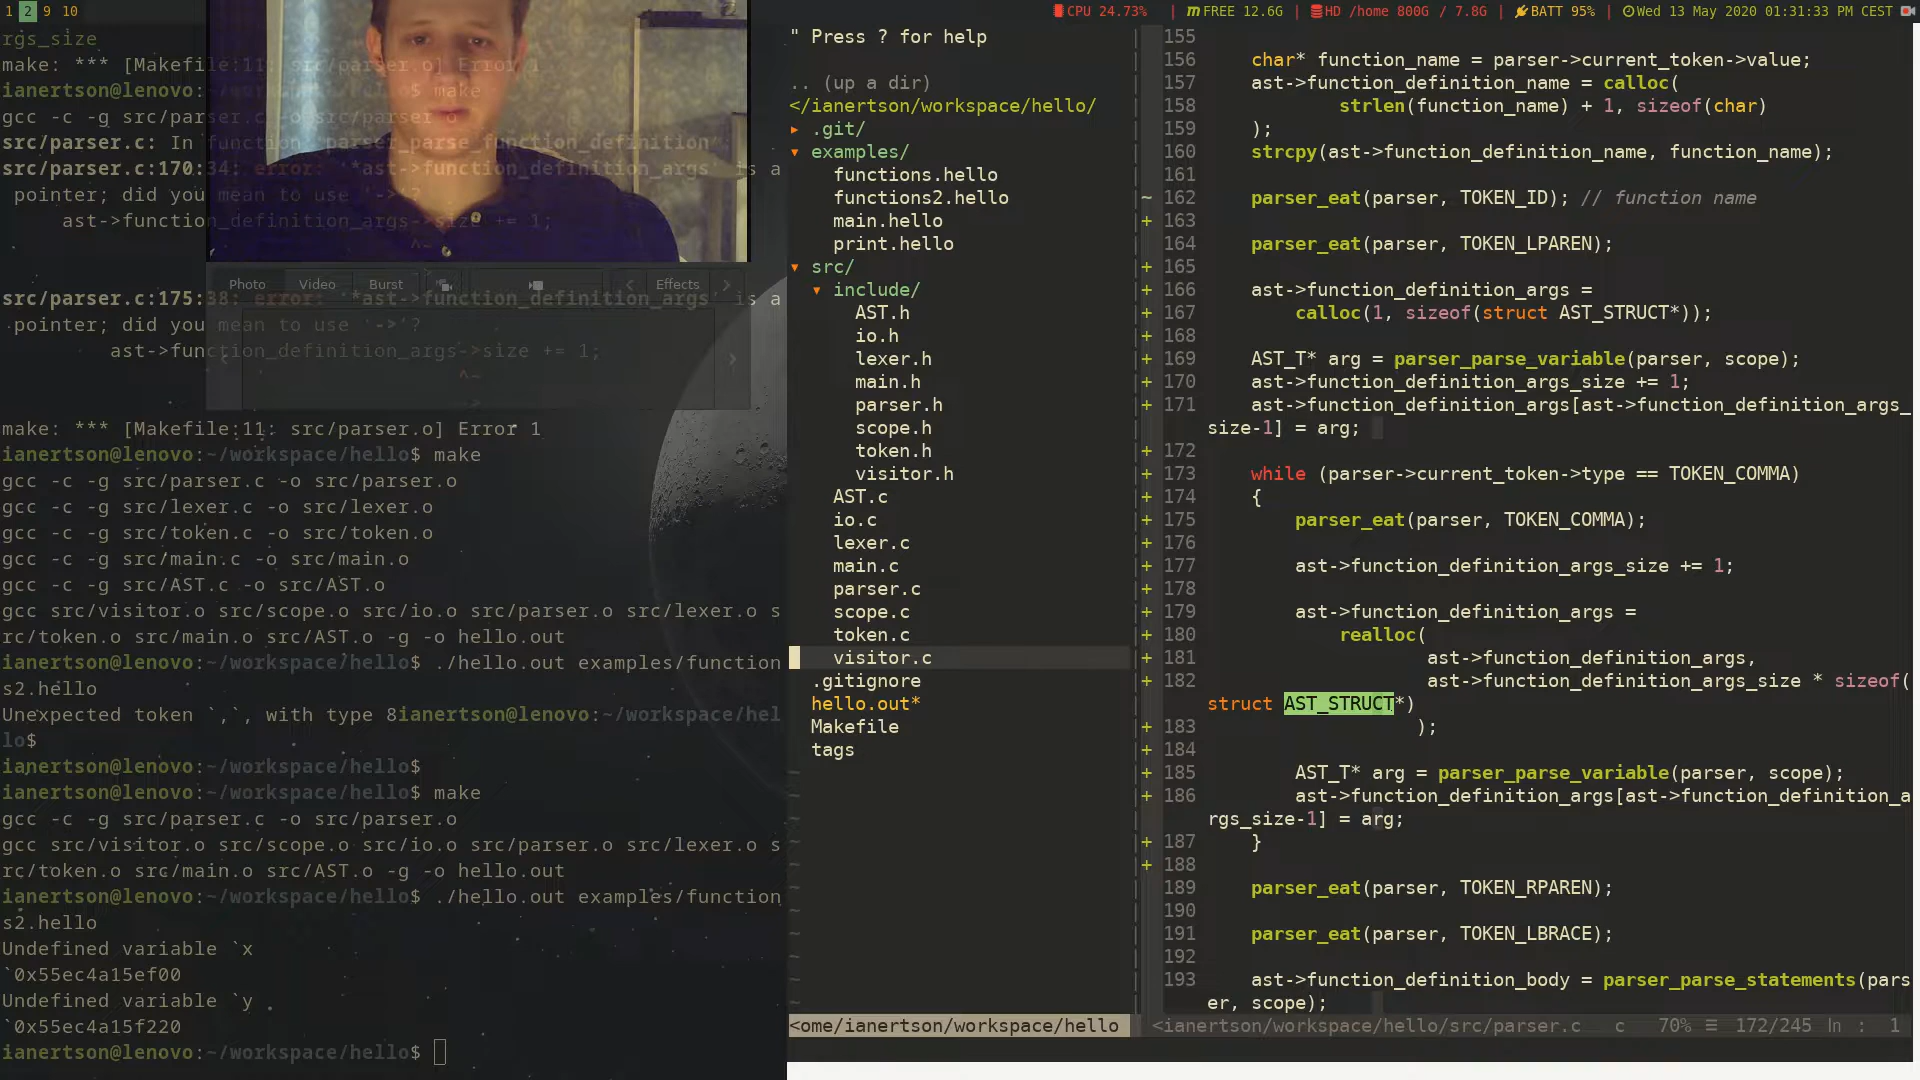 1 2 9 10
CPU 24.73% | FREE 12.6G | HD /home 800G / 7.8G | BATT 95% | Wed 13 May 2020 01:31:33 PM CEST
rgs_size
make: *** [Makefile:11: src/parser.o] Error 1
ianertson@lenovo:~/workspace/hello$ make
gcc -c -g src/parser.c -o src/parser.o
src/parser.c: In function 'parser_parse_function_definition'
src/parser.c:170:34: error: '*ast->function_definition_args' is a
pointer; did you mean to use '->'?
ast->function_definition_args->size += 1;
^~
Photo Video Burst Effects
src/parser.c:175:38: error: '*ast->function_definition_args' is a
pointer; did you mean to use '->'?
ast->function_definition_args->size += 1;
^~
->
make: *** [Makefile:11: src/parser.o] Error 1
ianertson@lenovo:~/workspace/hello$ make
gcc -c -g src/parser.c -o src/parser.o
gcc -c -g src/lexer.c -o src/lexer.o
gcc -c -g src/token.c -o src/token.o
gcc -c -g src/main.c -o src/main.o
gcc -c -g src/AST.c -o src/AST.o
gcc src/visitor.o src/scope.o src/io.o src/parser.o src/lexer.o s
rc/token.o src/main.o src/AST.o -g -o hello.out
ianertson@lenovo:~/workspace/hello$ ./hello.out examples/function
s2.hello
Unexpected token `,`, with type 8ianertson@lenovo:~/workspace/hel
lo$
ianertson@lenovo:~/workspace/hello$
ianertson@lenovo:~/workspace/hello$ make
gcc -c -g src/parser.c -o src/parser.o
gcc src/visitor.o src/scope.o src/io.o src/parser.o src/lexer.o s
rc/token.o src/main.o src/AST.o -g -o hello.out
ianertson@lenovo:~/workspace/hello$ ./hello.out examples/function
s2.hello
Undefined variable `x
`0x55ec4a15ef00
Undefined variable `y
`0x55ec4a15f220
ianertson@lenovo:~/workspace/hello$
" Press ? for help
.. (up a dir)
</ianertson/workspace/hello/
▸ .git/
▾ examples/
functions.hello
functions2.hello
main.hello
print.hello
▾ src/
▾ include/
AST.h
io.h
lexer.h
main.h
parser.h
scope.h
token.h
visitor.h
AST.c
io.c
lexer.c
main.c
parser.c
scope.c
token.c
visitor.c
.gitignore
hello.out*
Makefile
tags
<ome/ianertson/workspace/hello
155
156 char* function_name = parser->current_token->value;
157 ast->function_definition_name = calloc(
158 strlen(function_name) + 1, sizeof(char)
159 );
160 strcpy(ast->function_definition_name, function_name);
161
~ 162 parser_eat(parser, TOKEN_ID); // function name
+ 163
164 parser_eat(parser, TOKEN_LPAREN);
+ 165
+ 166 ast->function_definition_args =
+ 167 calloc(1, sizeof(struct AST_STRUCT*));
+ 168
+ 169 AST_T* arg = parser_parse_variable(parser, scope);
+ 170 ast->function_definition_args_size += 1;
+ 171 ast->function_definition_args[ast->function_definition_args_
size-1] = arg;
+ 172
+ 173 while (parser->current_token->type == TOKEN_COMMA)
+ 174 {
+ 175 parser_eat(parser, TOKEN_COMMA);
+ 176
+ 177 ast->function_definition_args_size += 1;
+ 178
+ 179 ast->function_definition_args =
+ 180 realloc(
+ 181 ast->function_definition_args,
+ 182 ast->function_definition_args_size * sizeof(
struct AST_STRUCT*)
+ 183 );
+ 184
+ 185 AST_T* arg = parser_parse_variable(parser, scope);
+ 186 ast->function_definition_args[ast->function_definition_a
rgs_size-1] = arg;
+ 187 }
+ 188
189 parser_eat(parser, TOKEN_RPAREN);
190
191 parser_eat(parser, TOKEN_LBRACE);
192
193 ast->function_definition_body = parser_parse_statements(pars
er, scope);
<ianertson/workspace/hello/src/parser.c c 70% ☰ 172/245 ln : 1